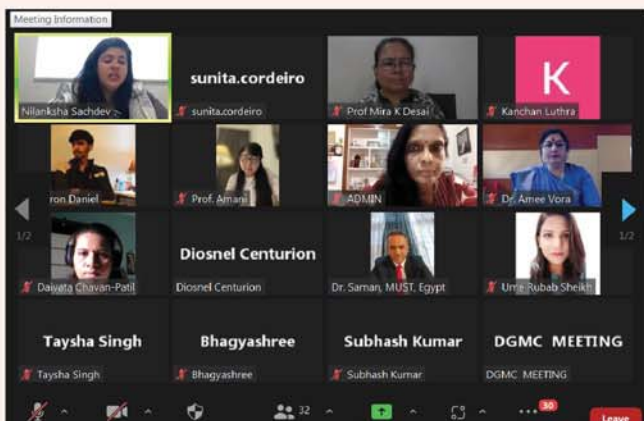 Meeting Information
Nilanksha Sachdev
sunita.cordeiro
sunita.cordeiro
Prof Mira K Desai
K
Kanchan Luthra
ron Daniel
Prof. Amani
ADMIN
Dr. Amee Vora
1/2
1/2
Daivata Chavan-Patil
Diosnel Centurion
Diosnel Centurion
Dr. Saman, MUST, Egypt
Ume Rubab Sheikh
Taysha Singh
Taysha Singh
Bhagyashree
Bhagyashree
Subhash Kumar
Subhash Kumar
DGMC MEETING
DGMC MEETING
32
30
Leave